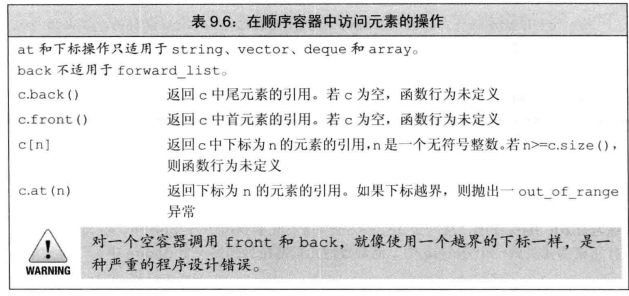 表 9.6：在顺序容器中访问元素的操作
at 和下标操作只适用于 string、vector、deque 和 array。
back 不适用于 forward_list。
c.back() 返回 c 中尾元素的引用。若 c 为空，函数行为未定义
c.front() 返回 c 中首元素的引用。若 c 为空，函数行为未定义
c[n] 返回 c 中下标为 n 的元素的引用,n 是一个无符号整数。若 n>=c.size(),
则函数行为未定义
c.at(n) 返回下标为 n 的元素的引用。如果下标越界，则抛出一 out_of_range
异常
对一个空容器调用 front 和 back，就像使用一个越界的下标一样，是一
种严重的程序设计错误。
WARNING